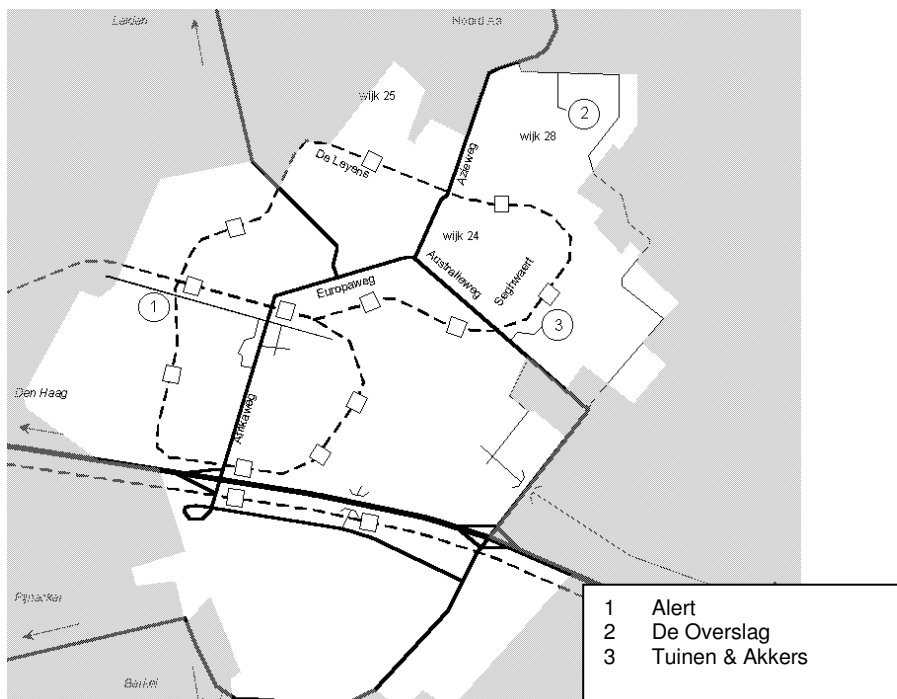 Leiden
Noord Aa
wijk 25
2
wijk 28
De Leyens
Azieweg
wijk 24
Australieweg
Seghwaert
Europaweg
1
3
Den Haag
Afrikaweg
Pijnacker
Berkel
1 Alert
2 De Overslag
3 Tuinen & Akkers